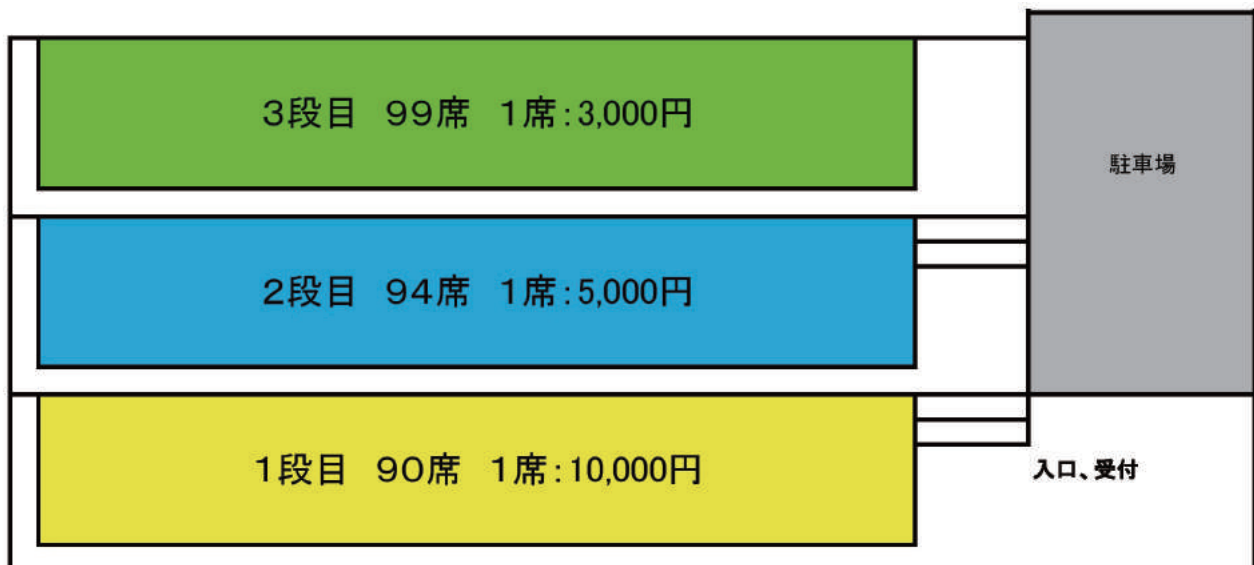 ３段目　９９席　１席：3,000円
駐車場
２段目　９４席　１席：5,000円
１段目　９０席　１席：10,000円
入口、受付